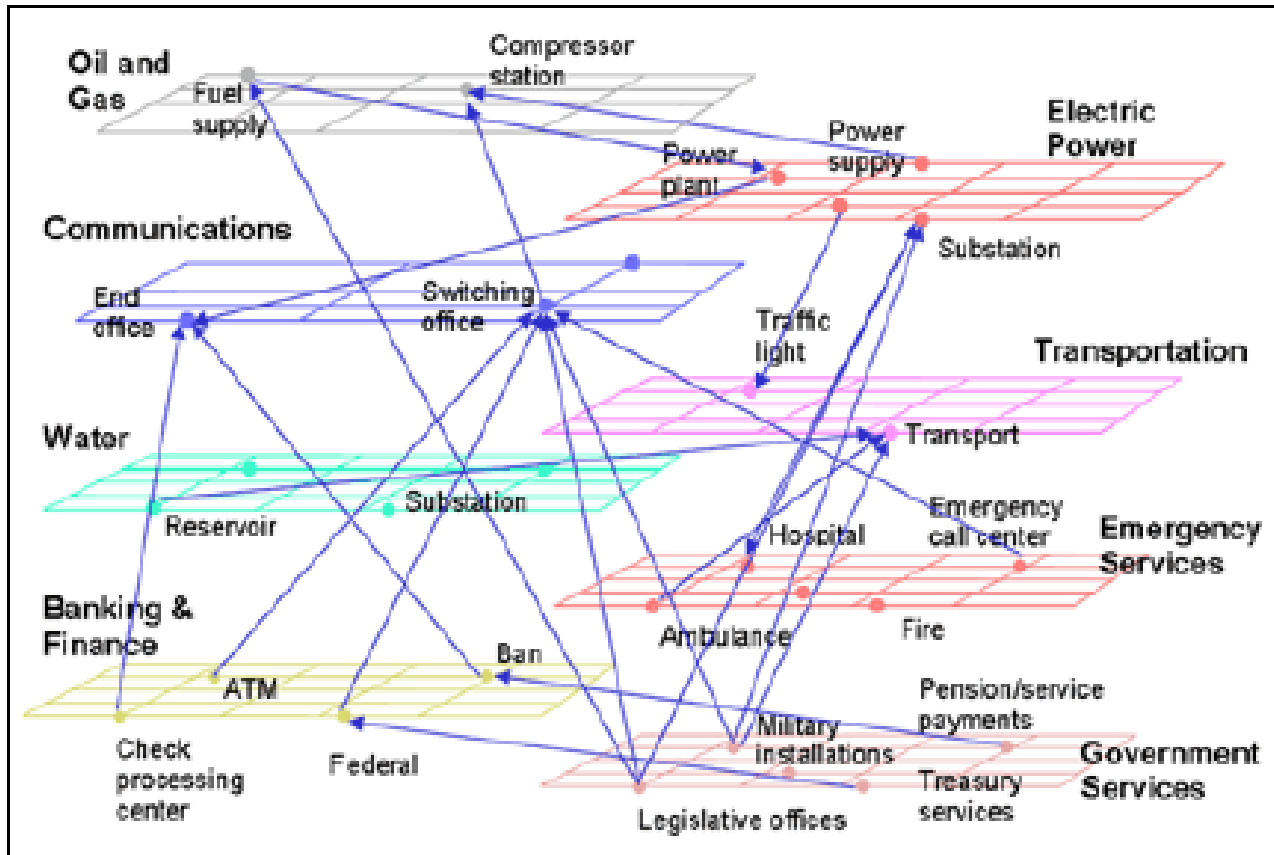 Oil and
Gas
Fuel
supply
Compressor
station
Electric
Power
Power
supply
Power
plant
Substation
Communications
End
office
Switching
office
Traffic
light
Transportation
Transport
Water
Reservoir
Substation
Hospital
Emergency
call center
Emergency
Services
Ambulance
Fire
Banking &
Finance
ATM
Ban
Check
processing
center
Federal
Pension/service
payments
Military
installations
Government
Services
Treasury
services
Legislative offices